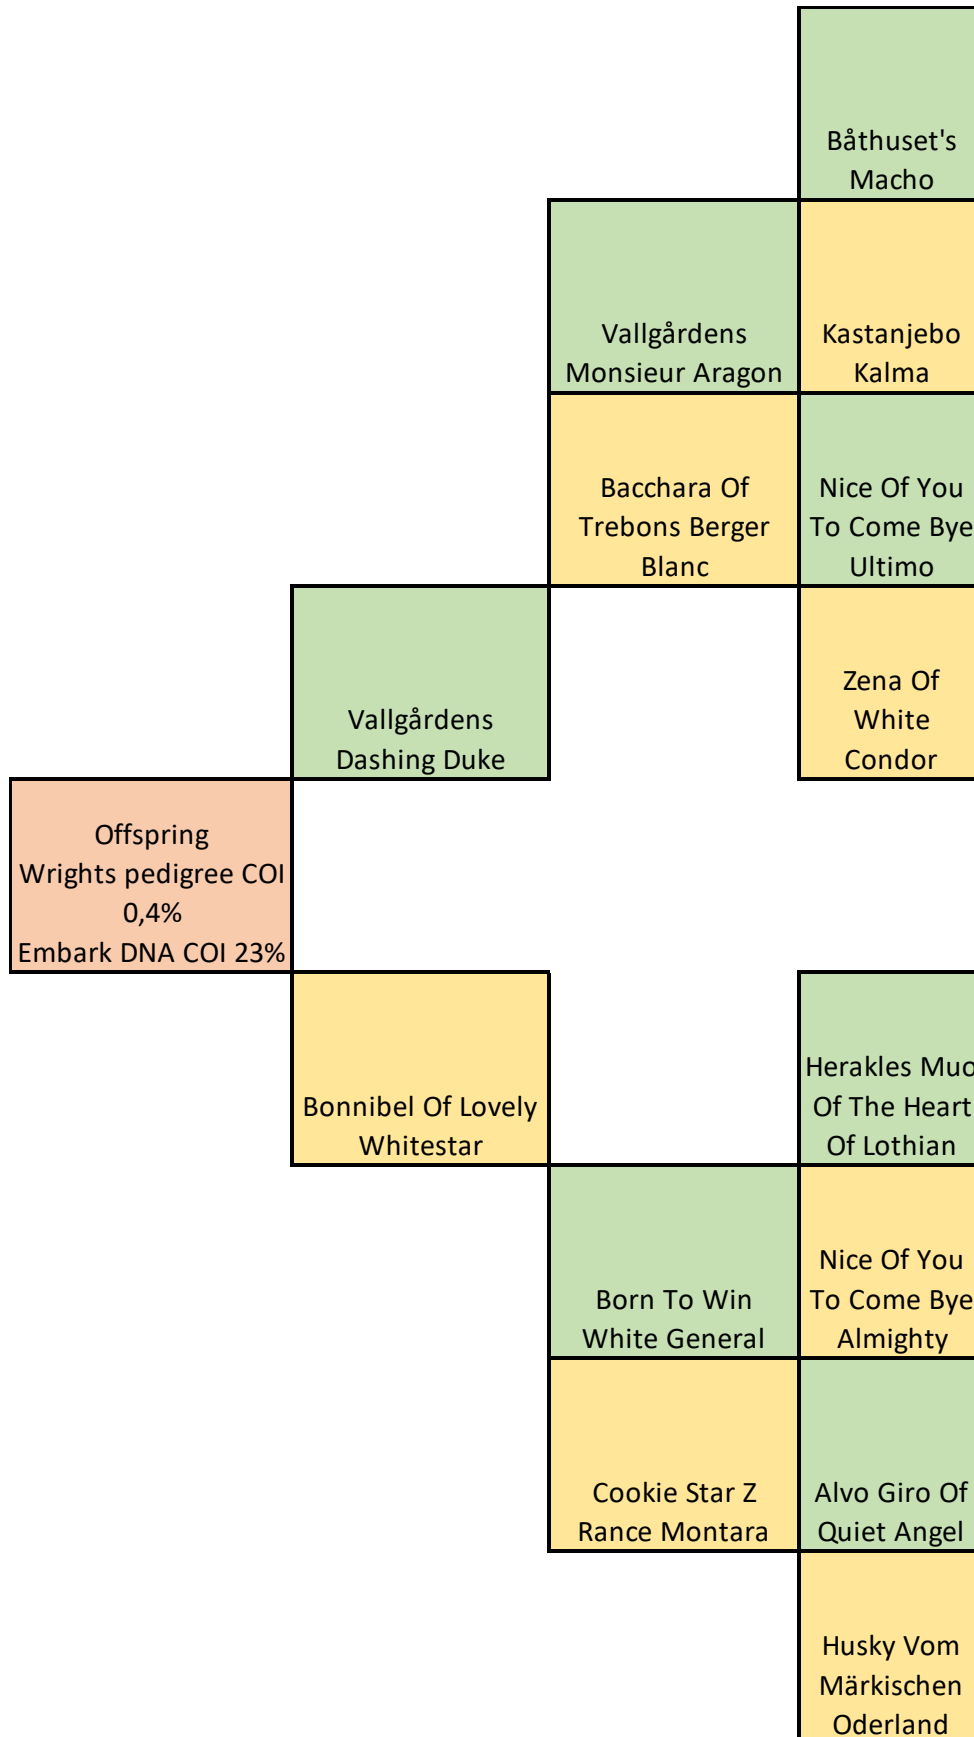 Båthuset's
Macho
Vallgårdens
Monsieur Aragon
Kastanjebo
Kalma
Bacchara Of
Trebons Berger
Blanc
Nice Of You
To Come Bye
Ultimo
Vallgårdens
Dashing Duke
Zena Of
White
Condor
Offspring
Wrights pedigree COI
0,4%
Embark DNA COI 23%
Bonnibel Of Lovely
Whitestar
Herakles Muo
Of The Heart
Of Lothian
Born To Win
White General
Nice Of You
To Come Bye
Almighty
Cookie Star Z
Rance Montara
Alvo Giro Of
Quiet Angel
Husky Vom
Märkischen
Oderland